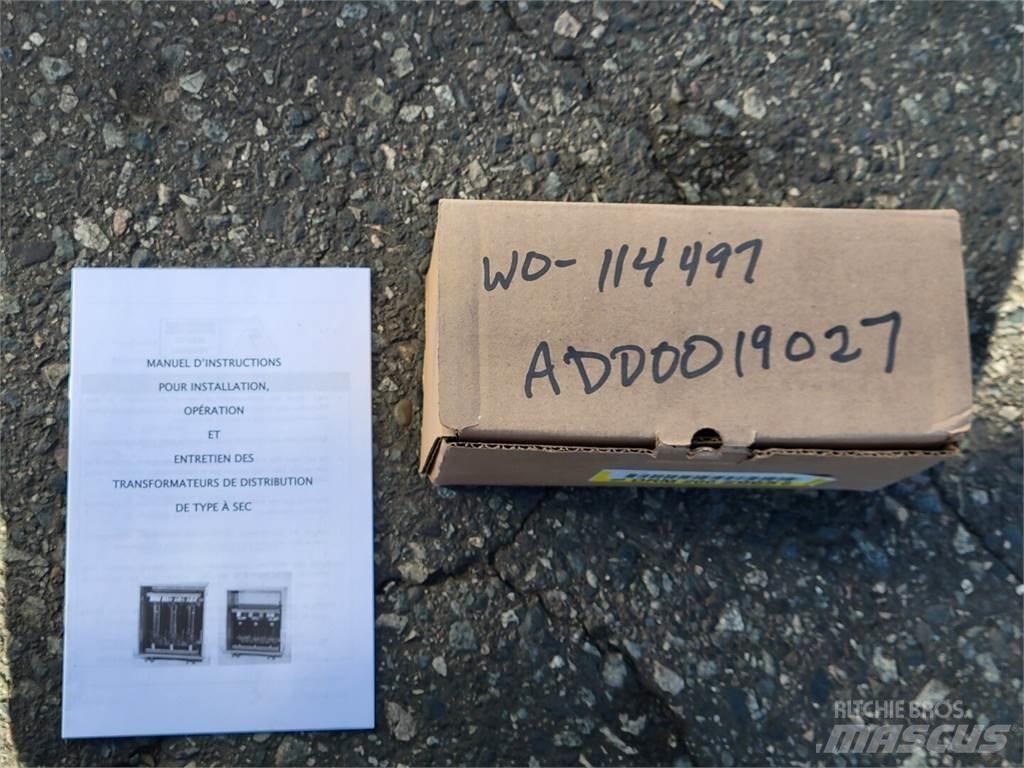 MANUEL D'INSTRUCTIONS
POUR INSTALLATION,
OPÉRATION
ET
ENTRETIEN DES
TRANSFORMATEURS DE DISTRIBUTION
DE TYPE À SEC
WO-114497
ADD0019027
RITCHIE BROS.
MASCUS